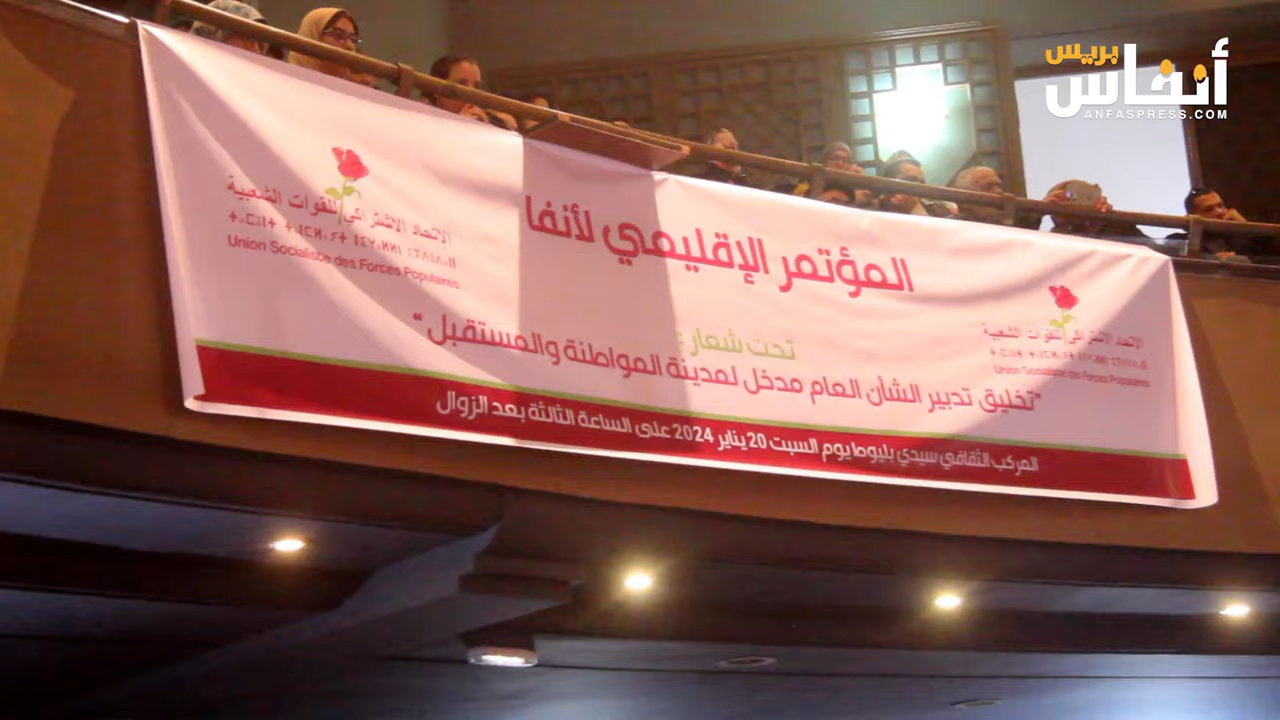 أنفاس بريس
ANFASPRESS.COM
المؤتمر الإقليمي لأنفا
تحت شعار :
"تخليق تدبير الشأن العام مدخل لمدينة المواطنة والمستقبل"
المركب الثقافي سيدي بليوط يوم السبت 20 يناير 2024 على الساعة الثالثة بعد الزوال
الاتحاد الاشتراكي للقوات الشعبية
Union Socialiste des Forces Populaires
الاتحاد الاشتراكي للقوات الشعبية
Union Socialiste des Forces Populaires